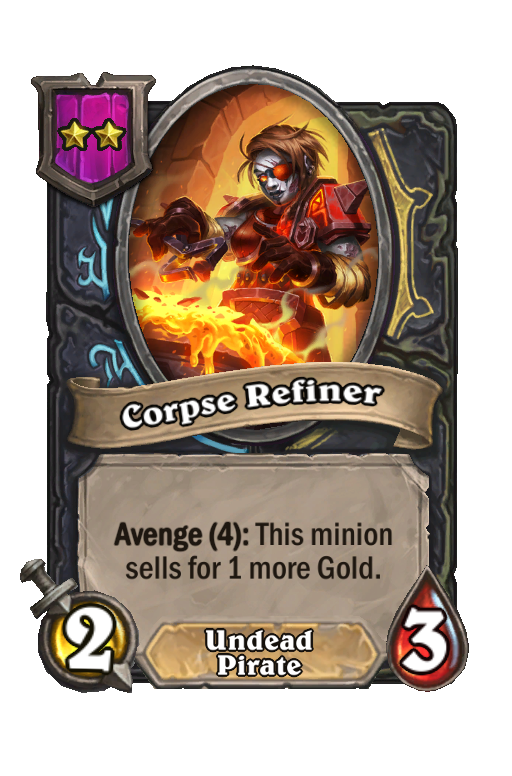 Corpse Refiner
Avenge (4): This minion
sells for 1 more Gold.
2
Undead
Pirate
3